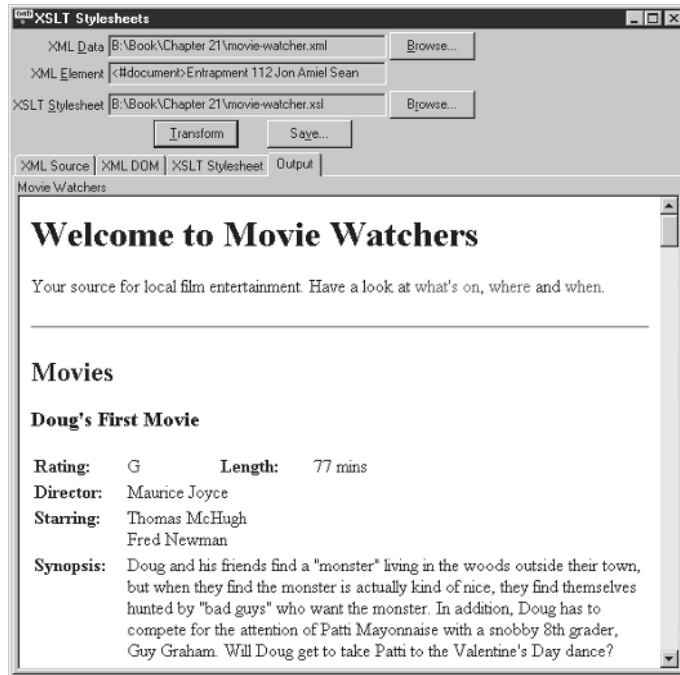 XSLT Stylesheets
XML Data B:\Book\Chapter 21\movie-watcher.xml Browse...
XML Element <#document>Entrapment 112 Jon Amiel Sean
XSLT Stylesheet B:\Book\Chapter 21\movie-watcher.xsl Browse...
Transform Save...
XML Source XML DOM XSLT Stylesheet Output
Movie Watchers
Welcome to Movie Watchers
Your source for local film entertainment. Have a look at what's on, where and when.
Movies
Doug's First Movie
Rating: G Length: 77 mins
Director: Maurice Joyce
Starring: Thomas McHugh
Fred Newman
Synopsis: Doug and his friends find a "monster" living in the woods outside their town,
but when they find the monster is actually kind of nice, they find themselves
hunted by "bad guys" who want the monster. In addition, Doug has to
compete for the attention of Patti Mayonnaise with a snobby 8th grader,
Guy Graham. Will Doug get to take Patti to the Valentine's Day dance?